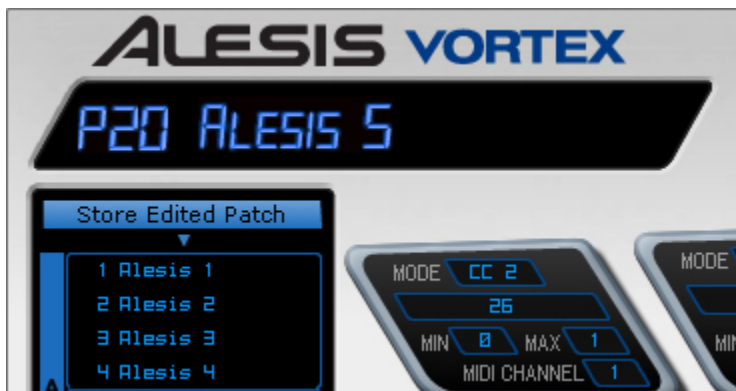 ALESIS VORTEX
P20 ALESIS 5
Store Edited Patch
1 Alesis 1
2 Alesis 2
3 Alesis 3
4 Alesis 4
MODE CC 2
26
MIN 0 MAX 1
MIDI CHANNEL 1
MODE